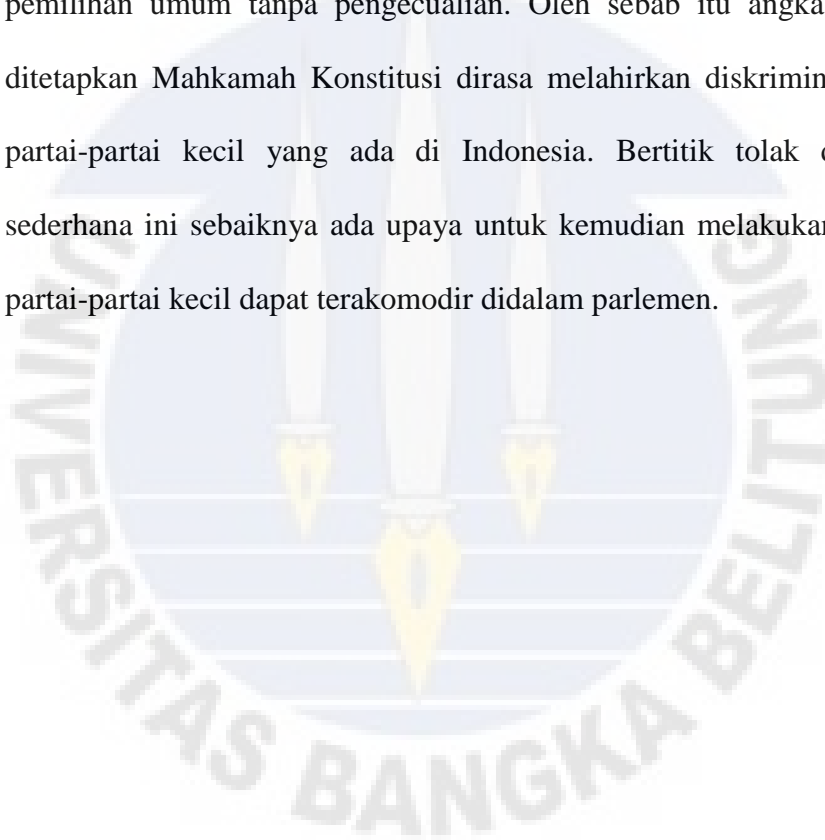 pemilihan umum tanpa pengecualian. Oleh sebab itu angka
ditetapkan Mahkamah Konstitusi dirasa melahirkan diskrimin
partai-partai kecil yang ada di Indonesia. Bertitik tolak
sederhana ini sebaiknya ada upaya untuk kemudian melakukan
partai-partai kecil dapat terakomodir didalam parlemen.
UNIVERSITAS BANGKA BELITUNG